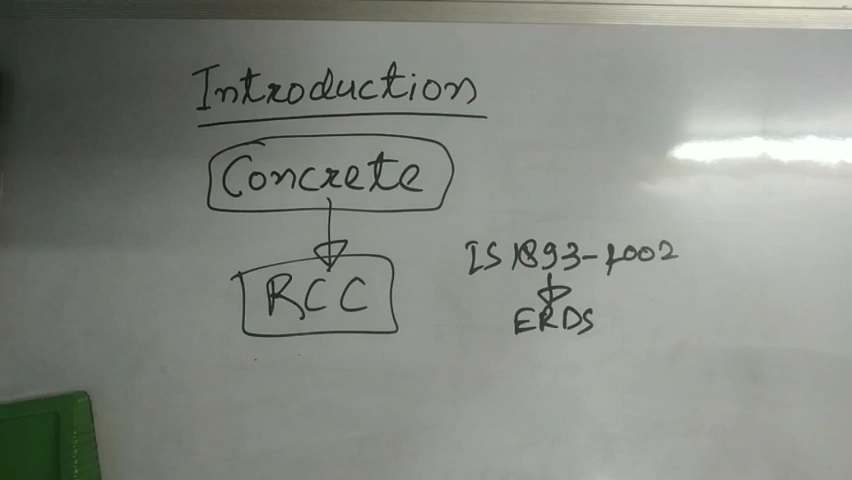 Introduction
Concrete
RCC
IS 1893-2002
ERDS